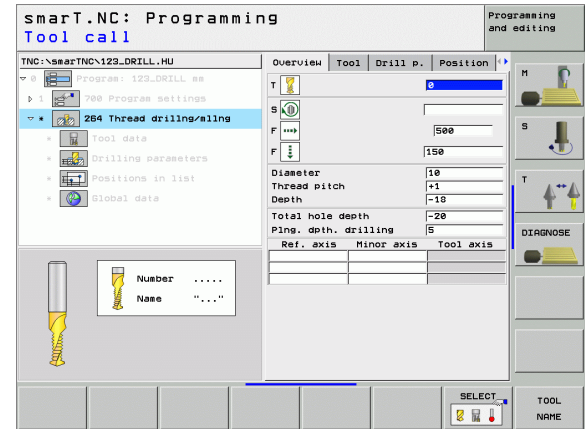 smarT.NC: Programming
Tool call
Programming
and editing
TNC:\smarTNC\123_DRILL.HU
0 Program: 123_DRILL mm
1 700 Program settings
* 264 Thread drillng/mllng
* Tool data
* Drilling parameters
* Positions in list
* Global data
Number .....
Name "..."
Overview Tool Drill p. Position
T 0
S
F 500
F 150
Diameter 10
Thread pitch +1
Depth -18
Total hole depth -20
Plng. dpth. drilling 5
Ref. axis Minor axis Tool axis
M
S
T
DIAGNOSE
SELECT
TOOL
NAME